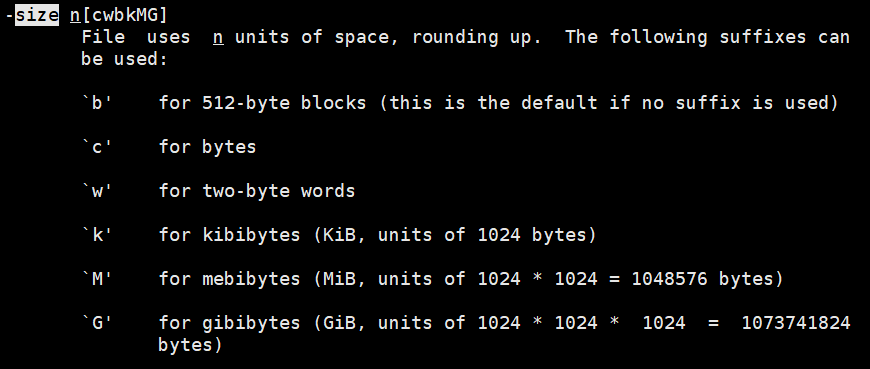 -size n[cwbkMG]
File uses n units of space, rounding up. The following suffixes can
be used:
`b' for 512-byte blocks (this is the default if no suffix is used)
`c' for bytes
`w' for two-byte words
`k' for kibibytes (KiB, units of 1024 bytes)
`M' for mebibytes (MiB, units of 1024 * 1024 = 1048576 bytes)
`G' for gibibytes (GiB, units of 1024 * 1024 * 1024 = 1073741824
bytes)